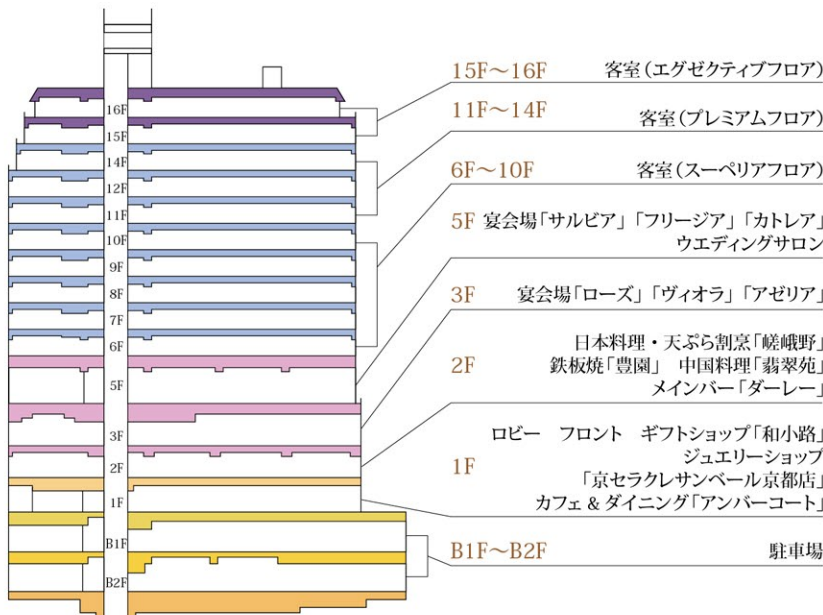 16F
15F
14F
12F
11F
10F
9F
8F
7F
6F
5F
3F
2F
1F
B1F
B2F
15F～16F 客室（エグゼクティブフロア）
11F～14F 客室（プレミアムフロア）
6F～10F 客室（スーペリアフロア）
5F 宴会場「サルビア」「フリージア」「カトレア」
ウエディングサロン
3F 宴会場「ローズ」「ヴィオラ」「アゼリア」
2F 日本料理・天ぷら割烹「嵯峨野」
鉄板焼「豊園」 中国料理「翡翠苑」
メインバー「ダーレー」
1F ロビー フロント ギフトショップ「和小路」
ジュエリーショップ
「京セラクレサンベール京都店」
カフェ & ダイニング「アンバーコート」
B1F～B2F 駐車場